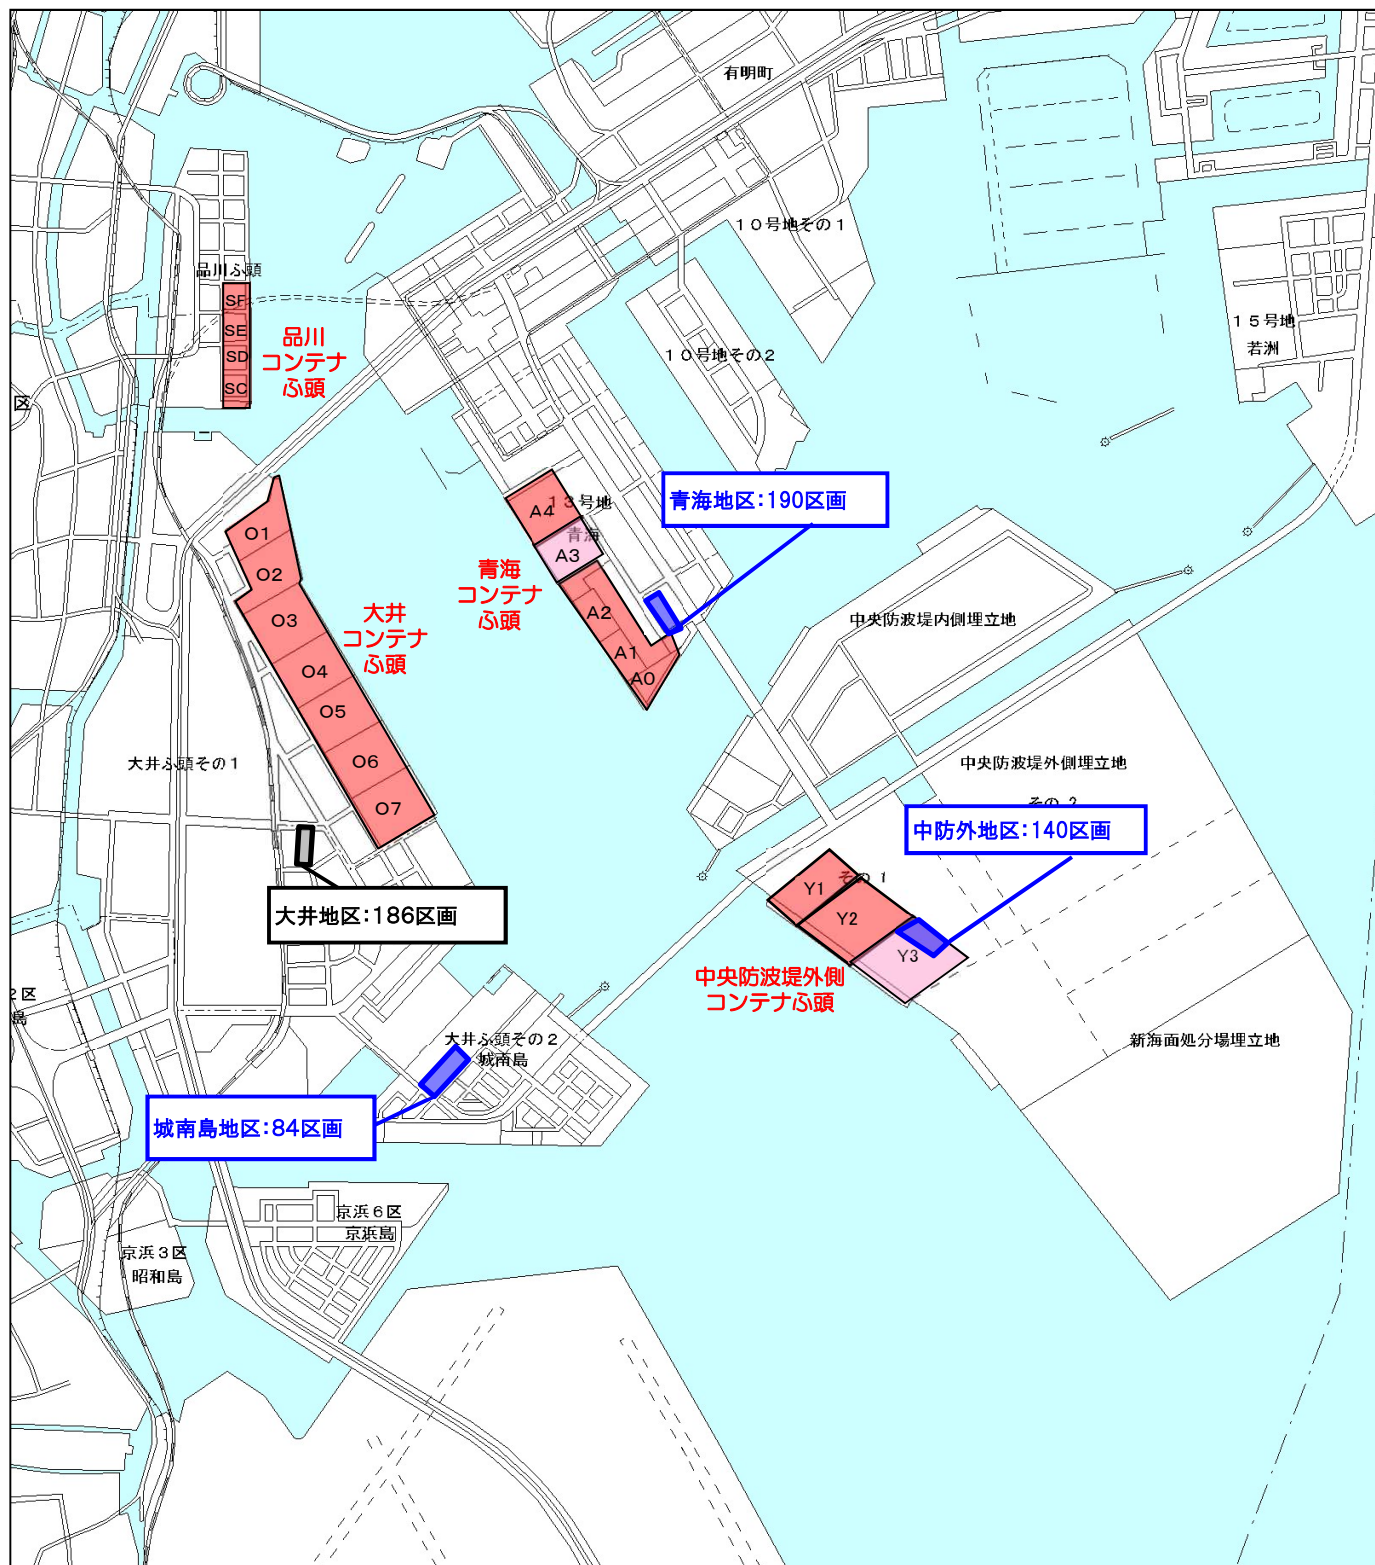 有明町
１０号地その１
品川ふ頭
SF
SE
SD
SC
品川
コンテナ
ふ頭
１０号地その２
１５号地
若洲
区
青海地区：190区画
１３号地
青海
A4
A3
A2
A1
A0
青海
コンテナ
ふ頭
O1
O2
O3
O4
O5
O6
O7
大井
コンテナ
ふ頭
中央防波堤内側埋立地
大井ふ頭その１
中央防波堤外側埋立地
その２
中防外地区：140区画
その１
Y1
Y2
Y3
大井地区：186区画
中央防波堤外側
コンテナふ頭
２区
島
大井ふ頭その２
城南島
新海面処分場埋立地
城南島地区：84区画
京浜６区
京浜島
京浜３区
昭和島